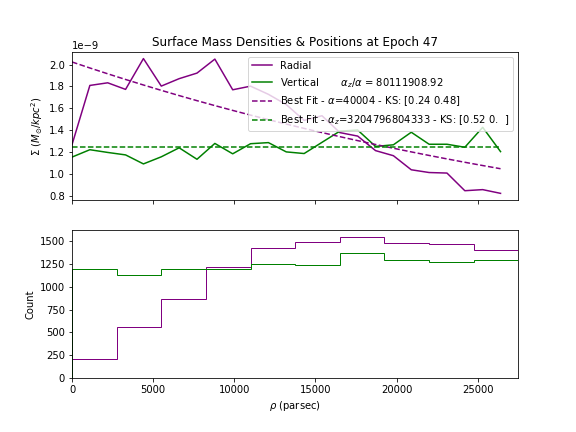 Surface Mass Densities & Positions at Epoch 47
1e−9
2.0
1.8
1.6
1.4
1.2
1.0
0.8
Σ (M⊙/kpc²)
Radial
Vertical αz/α = 80111908.92
Best Fit - α=40004 - KS: [0.24 0.48]
Best Fit - αz=3204796804333 - KS: [0.52 0. ]
1500
1250
1000
750
500
250
0
Count
0 5000 10000 15000 20000 25000
ρ (parsec)